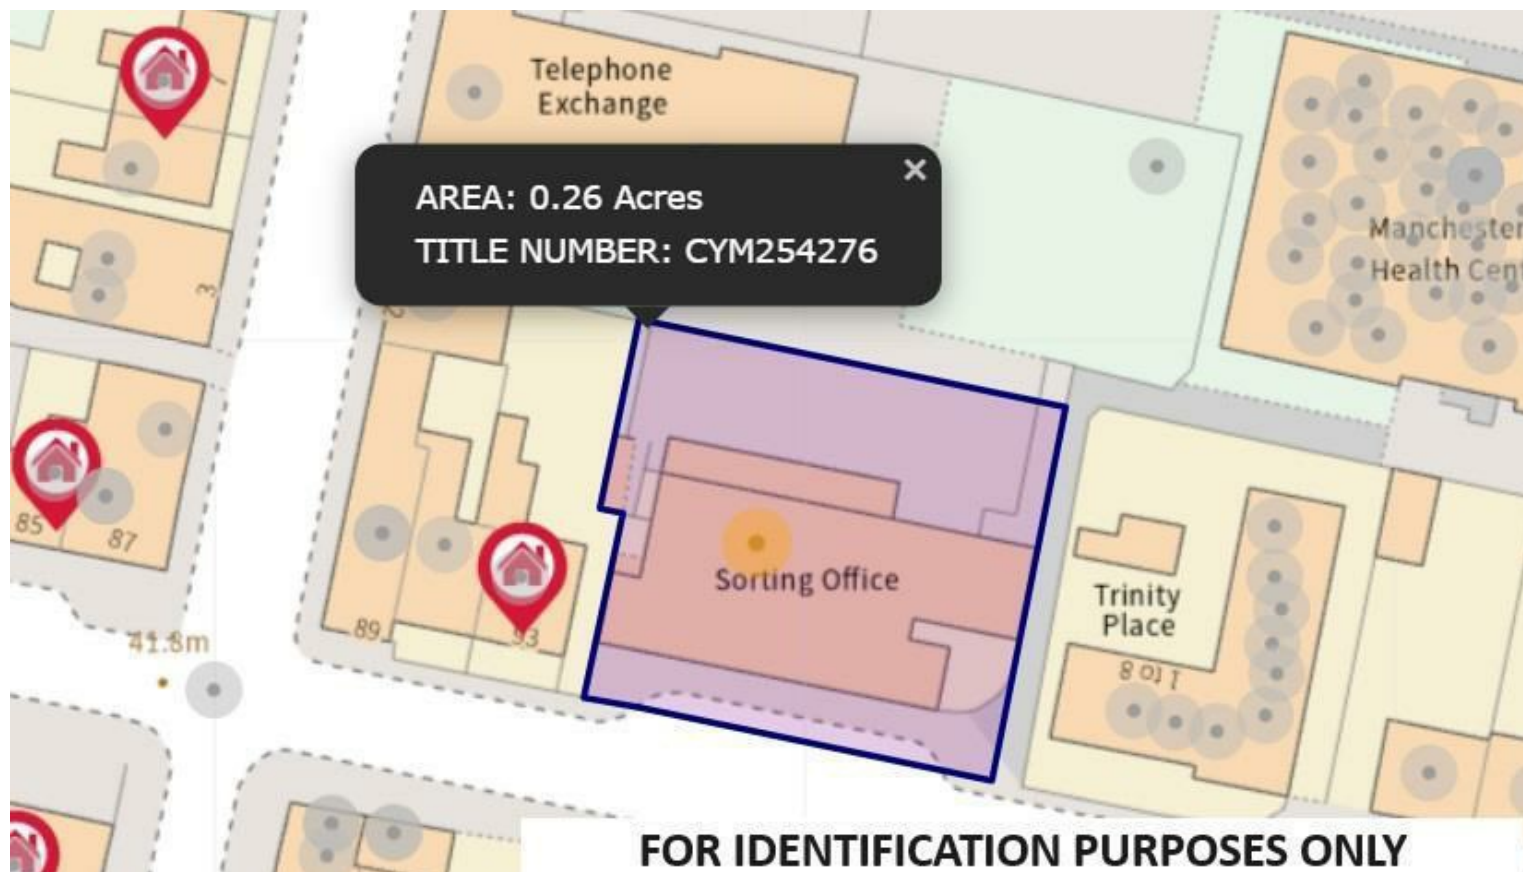 Telephone
Exchange
AREA: 0.26 Acres
TITLE NUMBER: CYM254276
Manchester
Health Cent
3
85
87
Sorting Office
Trinity
Place
89
93
41.8m
1 to 8
FOR IDENTIFICATION PURPOSES ONLY